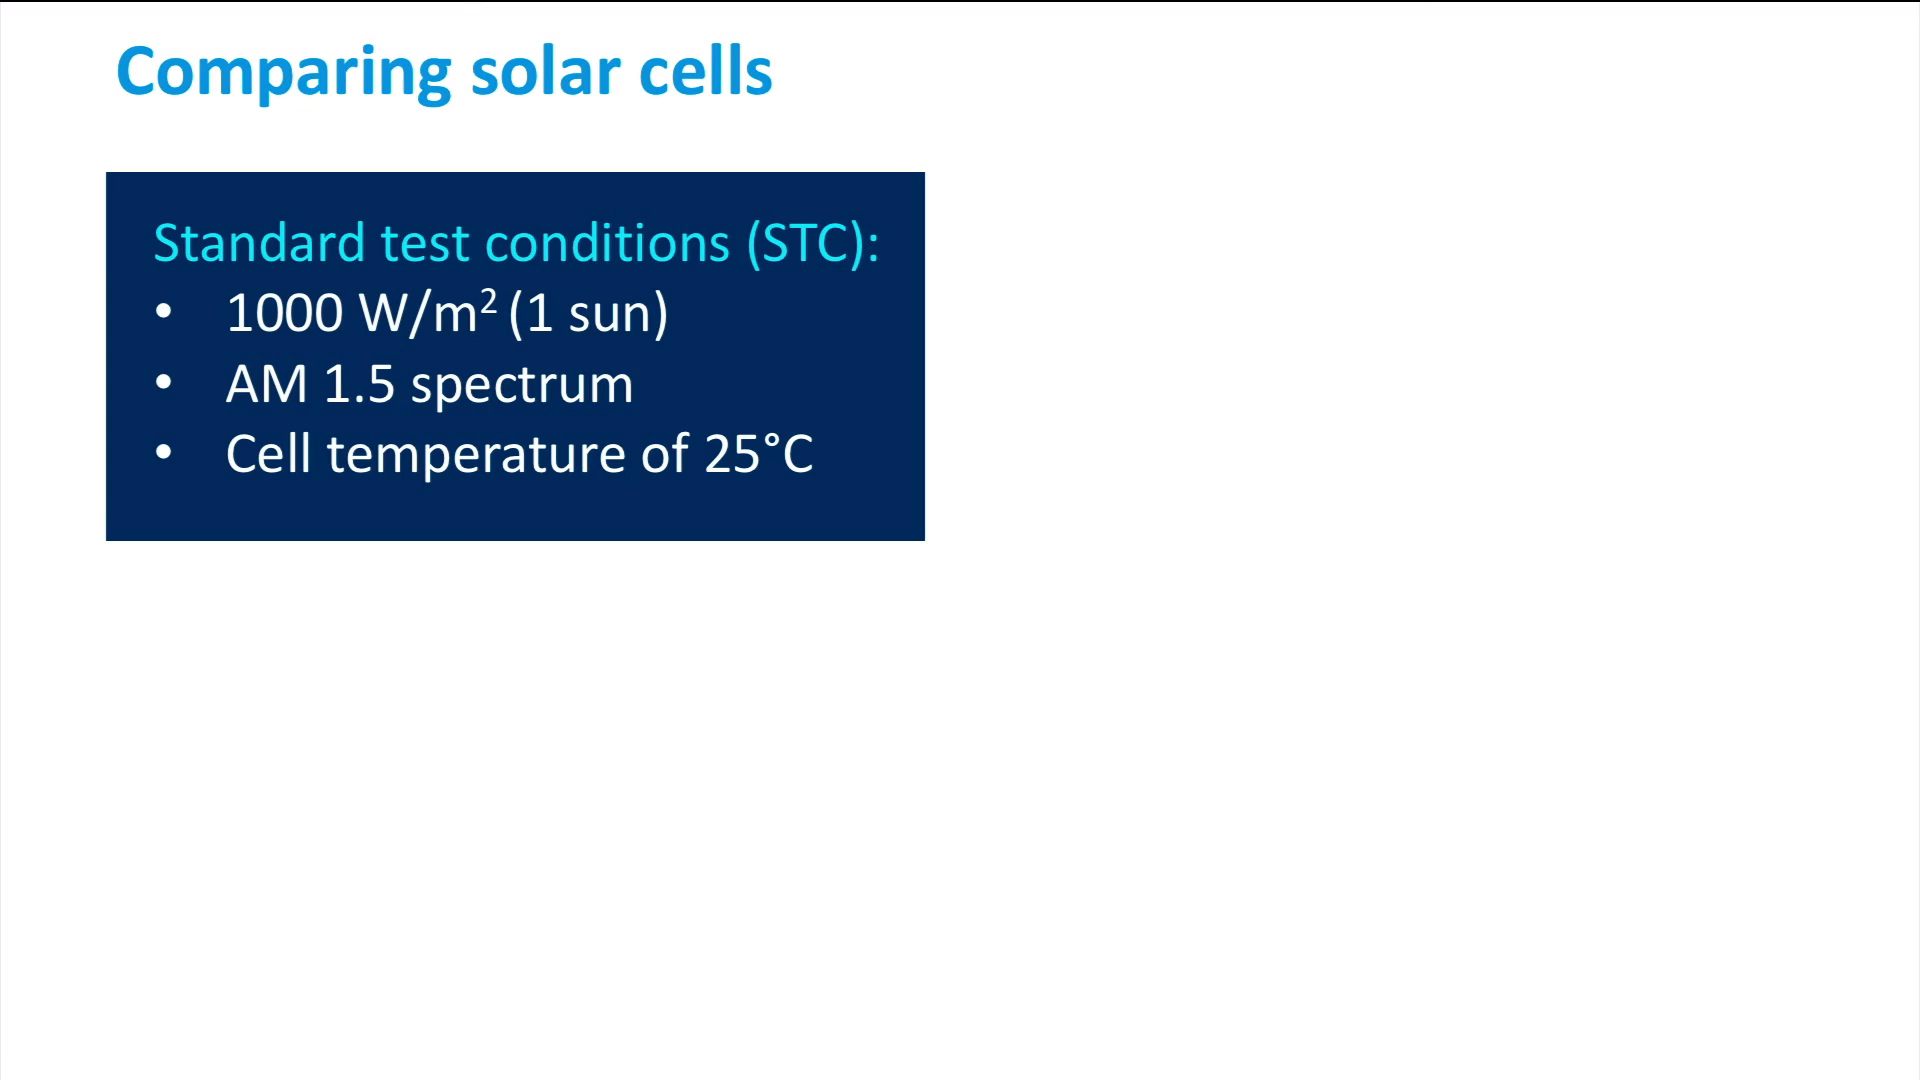 Comparing solar cells
Standard test conditions (STC):
• 1000 W/m² (1 sun)
• AM 1.5 spectrum
• Cell temperature of 25°C